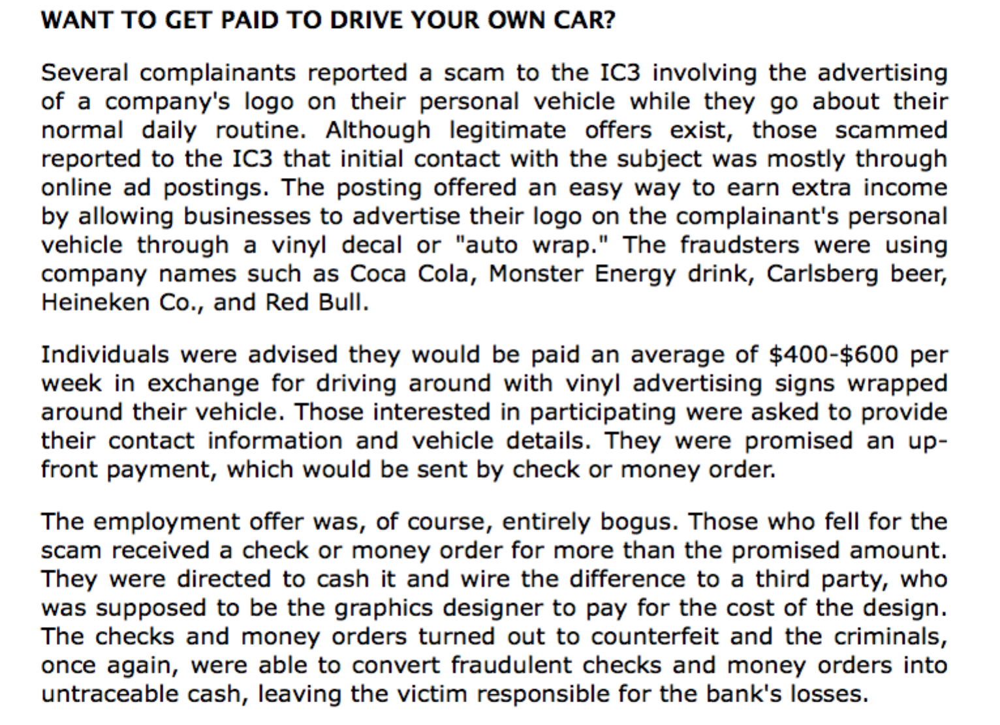 WANT TO GET PAID TO DRIVE YOUR OWN CAR?
Several complainants reported a scam to the IC3 involving the advertising
of a company's logo on their personal vehicle while they go about their
normal daily routine. Although legitimate offers exist, those scammed
reported to the IC3 that initial contact with the subject was mostly through
online ad postings. The posting offered an easy way to earn extra income
by allowing businesses to advertise their logo on the complainant's personal
vehicle through a vinyl decal or "auto wrap." The fraudsters were using
company names such as Coca Cola, Monster Energy drink, Carlsberg beer,
Heineken Co., and Red Bull.
Individuals were advised they would be paid an average of $400-$600 per
week in exchange for driving around with vinyl advertising signs wrapped
around their vehicle. Those interested in participating were asked to provide
their contact information and vehicle details. They were promised an up-
front payment, which would be sent by check or money order.
The employment offer was, of course, entirely bogus. Those who fell for the
scam received a check or money order for more than the promised amount.
They were directed to cash it and wire the difference to a third party, who
was supposed to be the graphics designer to pay for the cost of the design.
The checks and money orders turned out to counterfeit and the criminals,
once again, were able to convert fraudulent checks and money orders into
untraceable cash, leaving the victim responsible for the bank's losses.